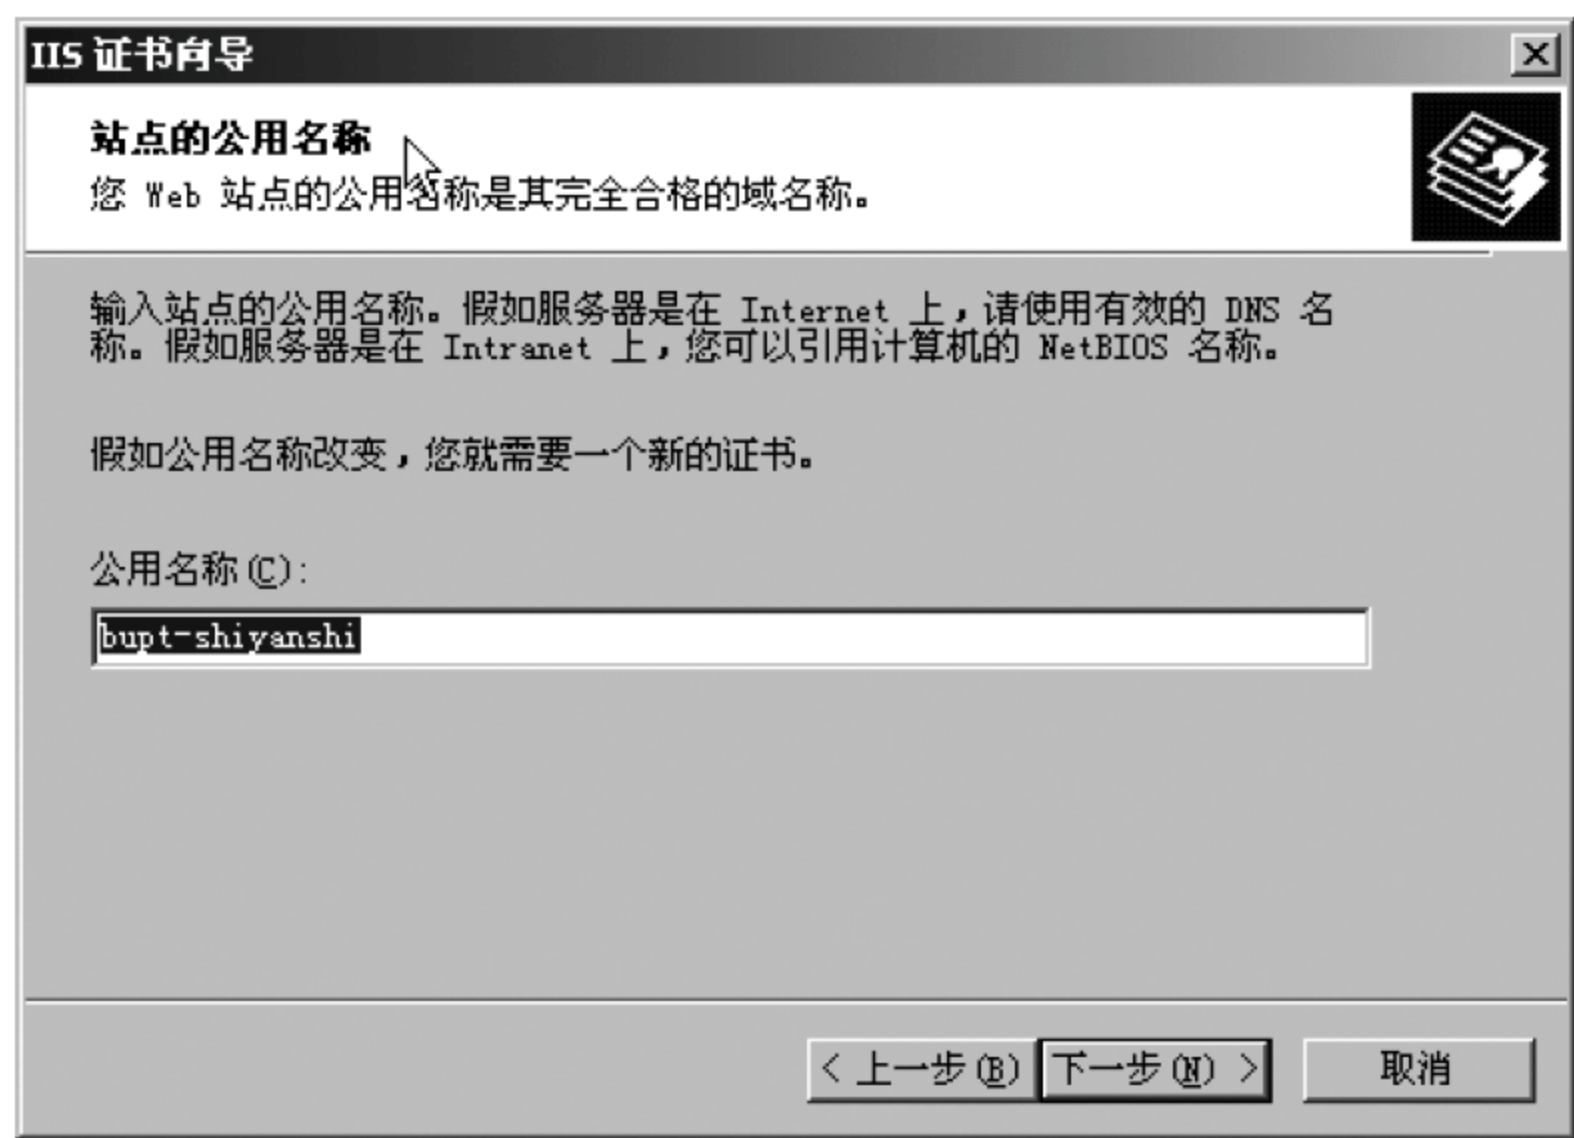 IIS 证书向导
站点的公用名称
您 Web 站点的公用名称是其完全合格的域名称。
输入站点的公用名称。假如服务器是在 Internet 上，请使用有效的 DNS 名
称。假如服务器是在 Intranet 上，您可以引用计算机的 NetBIOS 名称。
假如公用名称改变，您就需要一个新的证书。
公用名称(C):
bupt-shiyanshi
< 上一步(B) 下一步(N) > 取消